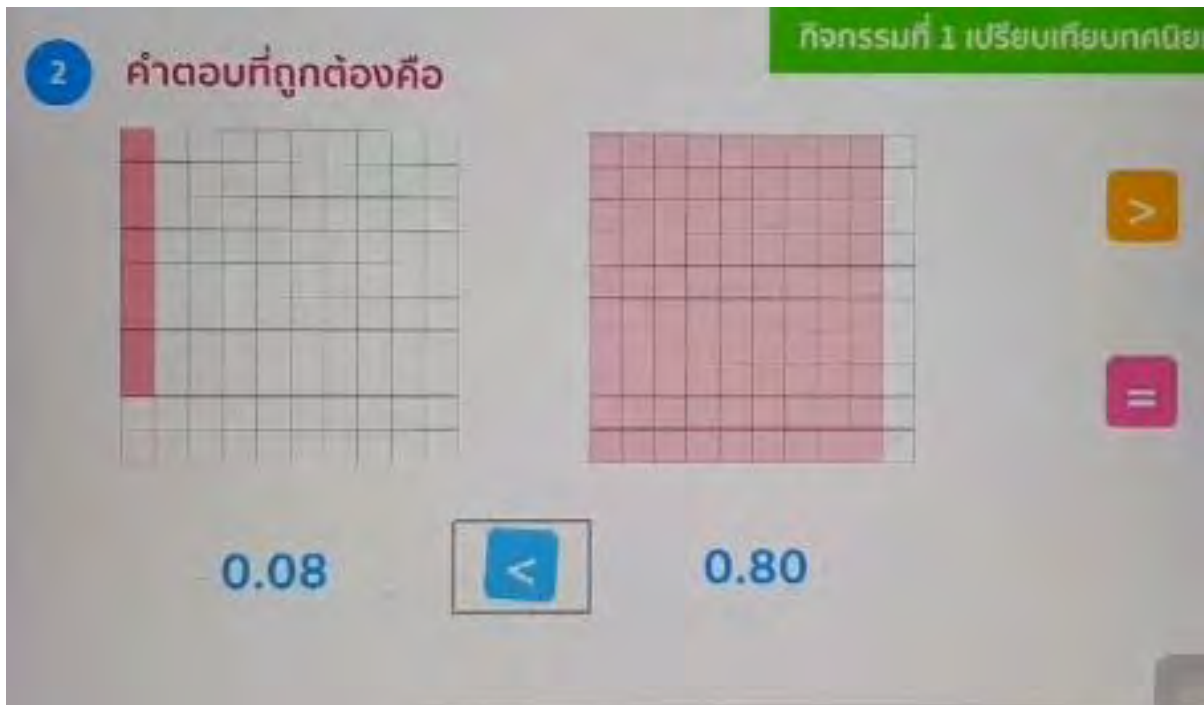 กิจกรรมที่ 1 เปรียบเทียบทศนิยม
2 คำตอบที่ถูกต้องคือ
>
=
0.08 < 0.80